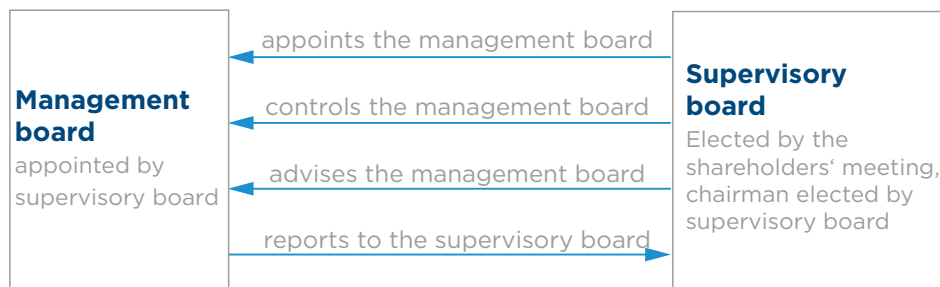 Management
board
appointed by
supervisory board
appoints the management board
controls the management board
advises the management board
reports to the supervisory board
Supervisory
board
Elected by the
shareholders‘ meeting,
chairman elected by
supervisory board